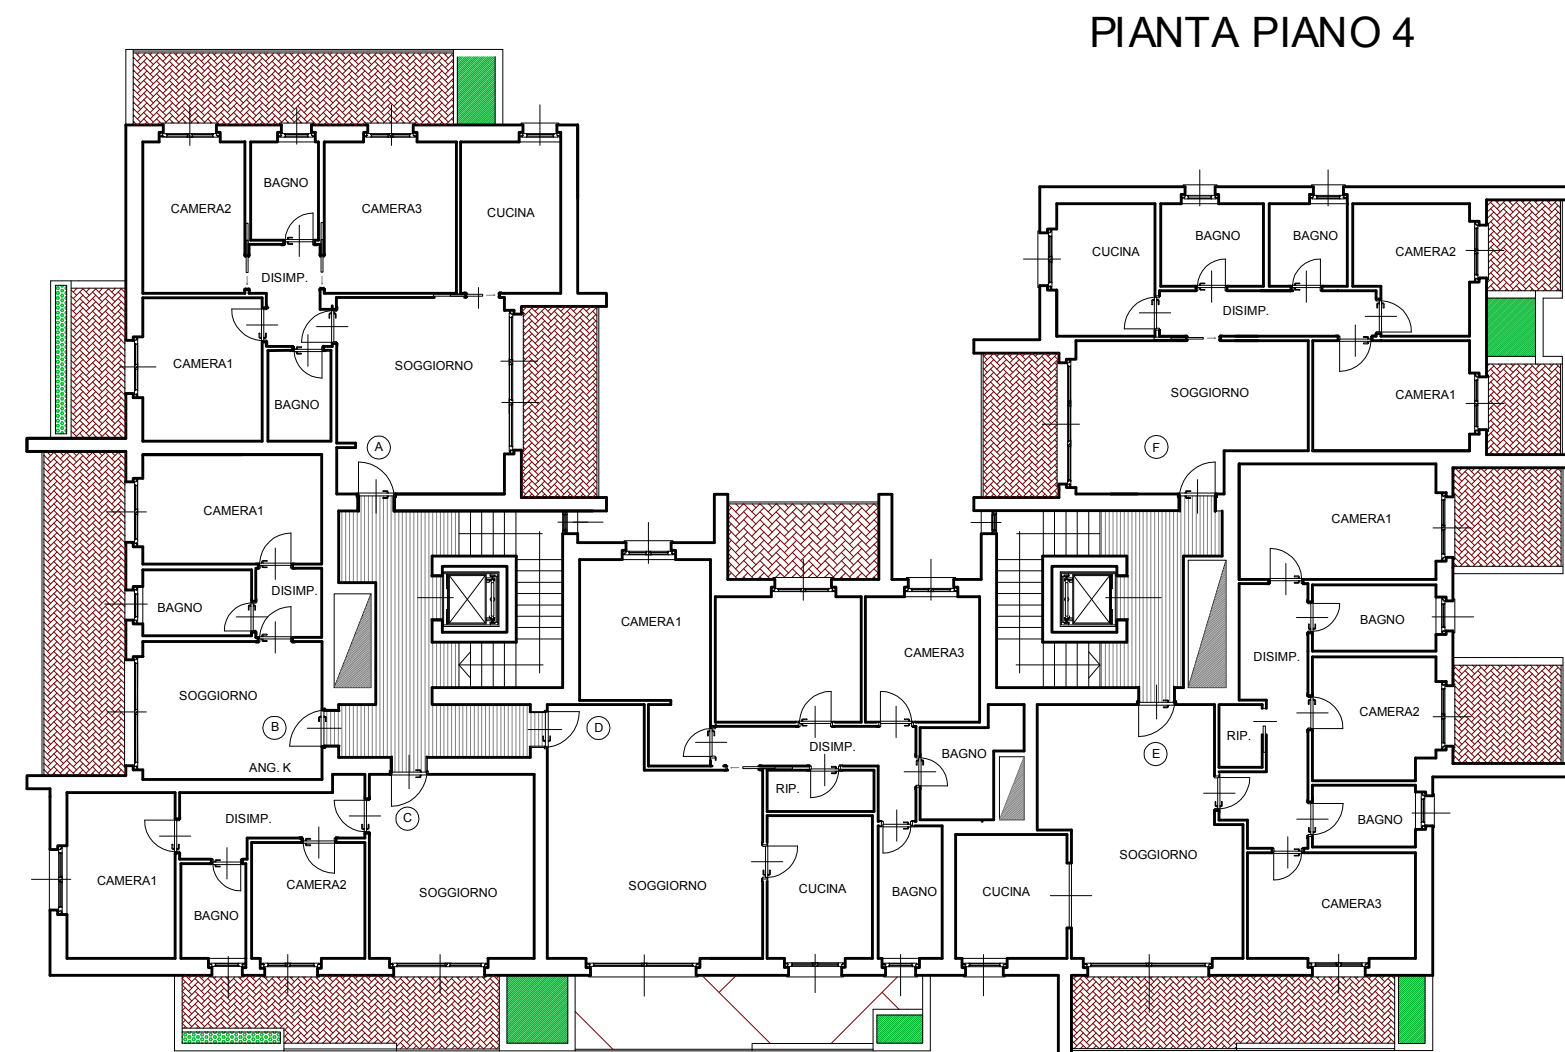 PIANTA PIANO 4
BAGNO
CAMERA2
CAMERA3
CUCINA
DISIMP.
CAMERA1
SOGGIORNO
BAGNO
A
CUCINA
BAGNO
BAGNO
CAMERA2
DISIMP.
SOGGIORNO
CAMERA1
F
CAMERA1
DISIMP.
BAGNO
SOGGIORNO
B
ANG. K
CAMERA1
CAMERA3
D
DISIMP.
BAGNO
RIP.
SOGGIORNO
CUCINA
BAGNO
CAMERA1
BAGNO
DISIMP.
CAMERA2
RIP.
E
BAGNO
SOGGIORNO
CUCINA
CAMERA3
C
DISIMP.
CAMERA1
CAMERA2
BAGNO
SOGGIORNO